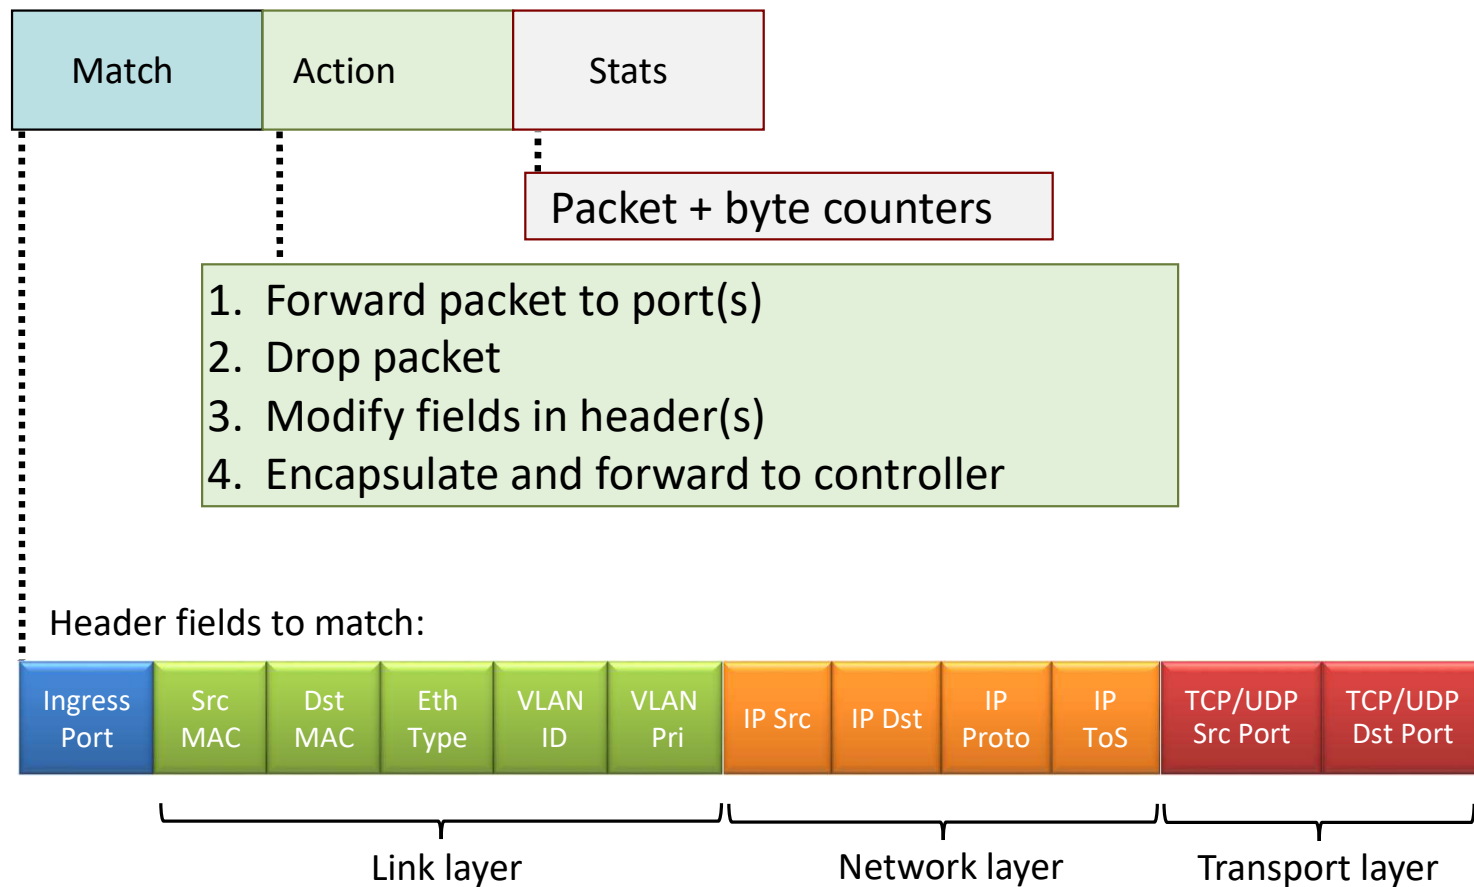 Match
Action
Stats
Packet + byte counters
1. Forward packet to port(s)
2. Drop packet
3. Modify fields in header(s)
4. Encapsulate and forward to controller
Header fields to match:
Ingress
Port
Src
MAC
Dst
MAC
Eth
Type
VLAN
ID
VLAN
Pri
IP Src
IP Dst
IP
Proto
IP
ToS
TCP/UDP
Src Port
TCP/UDP
Dst Port
Link layer
Network layer
Transport layer